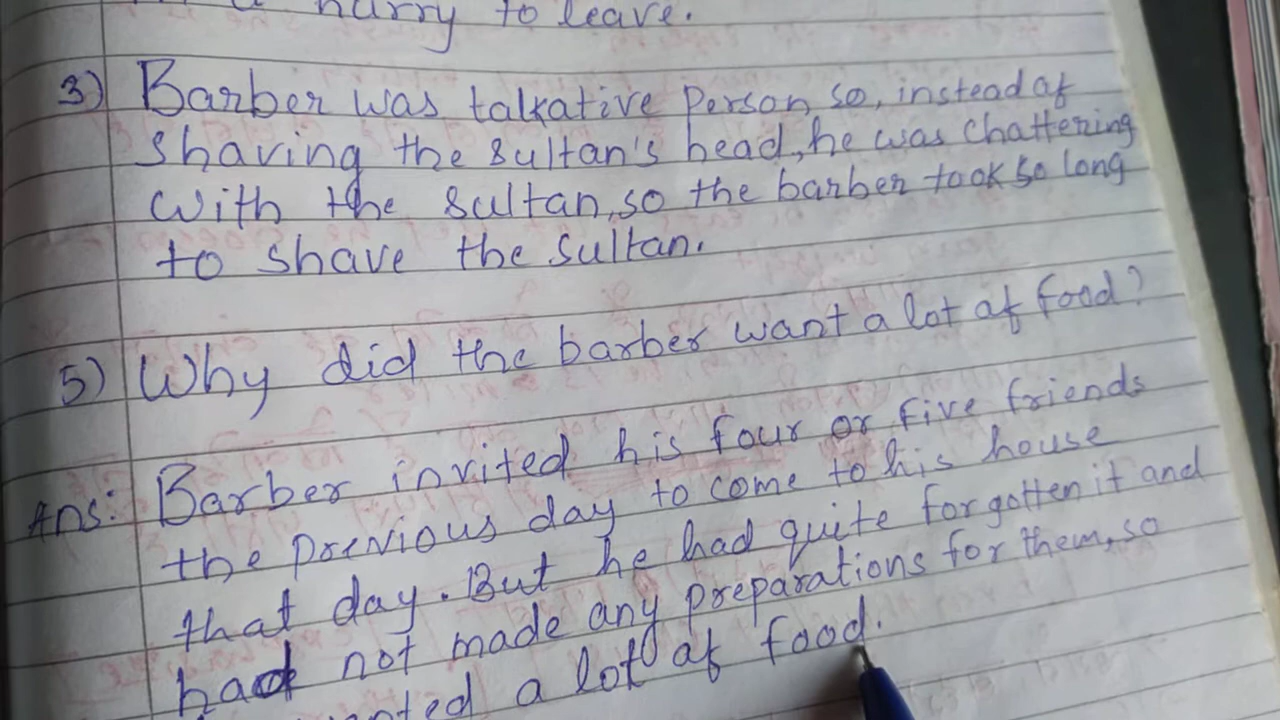 hurry to leave.
3) Barber was talkative Person, so, instead of
shaving the sultan's head, he was chattering
with the sultan, so the barber took so long
to shave the sultan.
5) Why did the barber want a lot of food?
Ans: Barber invited his four or five friends
the previous day to come to his house
that day. But he had quite forgotten it and
had not made any preparations for them, so
a lot of food.